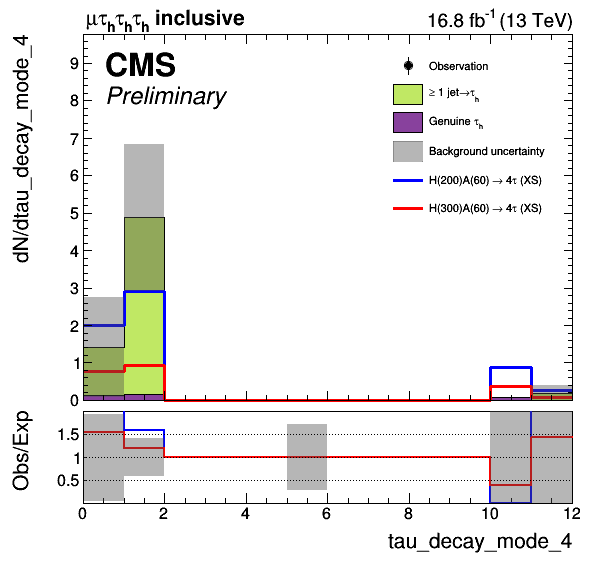 μτₕτₕτₕ inclusive
16.8 fb⁻¹ (13 TeV)
CMS
Preliminary
Observation
≥ 1 jet→τₕ
Genuine τₕ
Background uncertainty
H(200)A(60) → 4τ (XS)
H(300)A(60) → 4τ (XS)
dN/dtau_decay_mode_4
9
8
7
6
5
4
3
2
1
0
Obs/Exp
1.5
1
0.5
0 2 4 6 8 10 12
tau_decay_mode_4